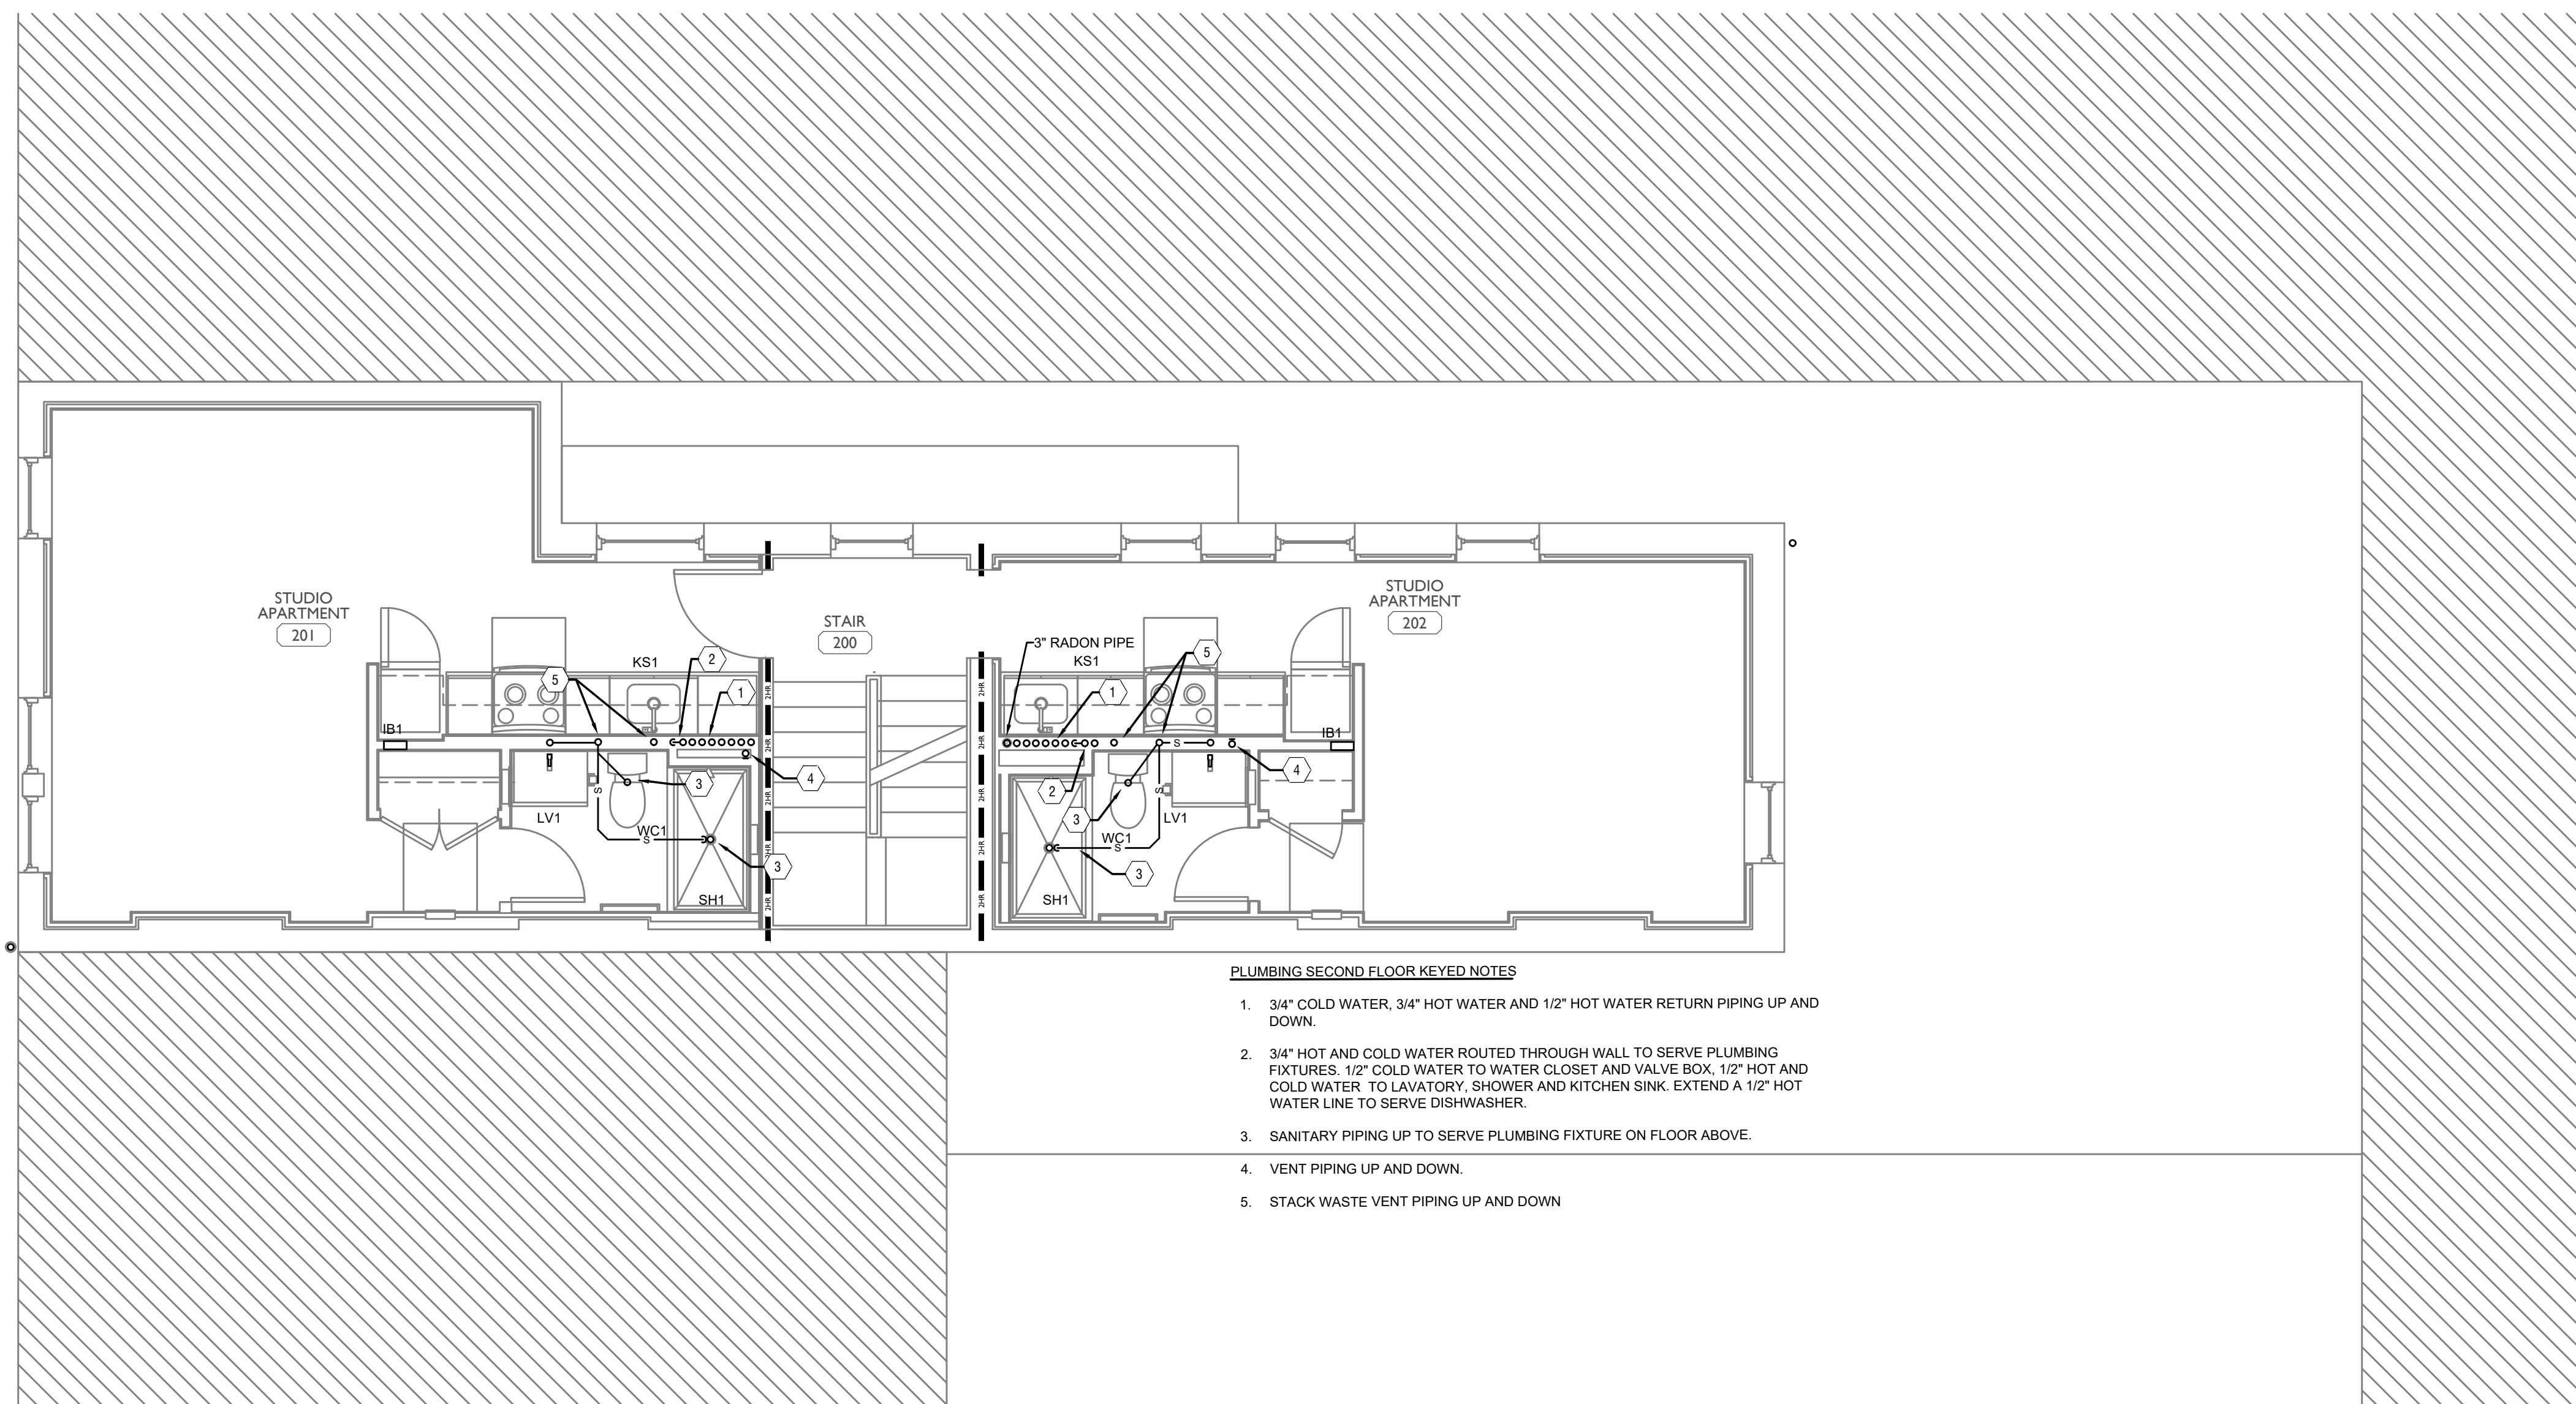 STUDIO
APARTMENT
201
STAIR
200
STUDIO
APARTMENT
202
3" RADON PIPE
KS1
KS1
5
2
1
1
5
IB1
IB1
S
4
4
3
2
3
S
S
LV1
LV1
WC1
S
WC1
S
3
3
SH1
SH1
2HR
2HR
2HR
2HR
2HR
2HR
2HR
2HR
2HR
2HR
PLUMBING SECOND FLOOR KEYED NOTES
1. 3/4" COLD WATER, 3/4" HOT WATER AND 1/2" HOT WATER RETURN PIPING UP AND
DOWN.
2. 3/4" HOT AND COLD WATER ROUTED THROUGH WALL TO SERVE PLUMBING
FIXTURES. 1/2" COLD WATER TO WATER CLOSET AND VALVE BOX, 1/2" HOT AND
COLD WATER TO LAVATORY, SHOWER AND KITCHEN SINK. EXTEND A 1/2" HOT
WATER LINE TO SERVE DISHWASHER.
3. SANITARY PIPING UP TO SERVE PLUMBING FIXTURE ON FLOOR ABOVE.
4. VENT PIPING UP AND DOWN.
5. STACK WASTE VENT PIPING UP AND DOWN